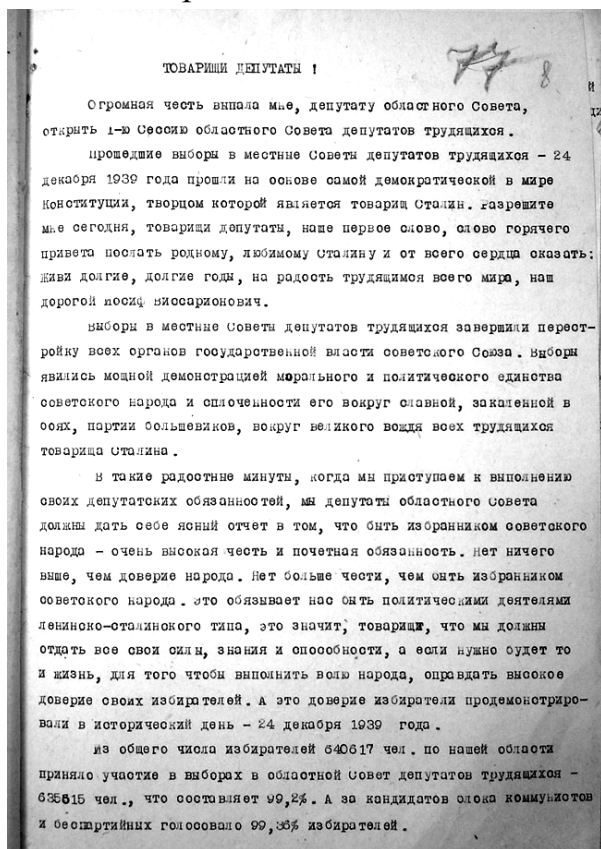 ТОВАРИЩИ ДЕПУТАТЫ !
77 8
Огромная честь выпала мне, депутату областного Совета,
открыть 1-ю Сессию областного Совета депутатов трудящихся.
Прошедшие выборы в местные Советы депутатов трудящихся – 24
декабря 1939 года прошли на основе самой демократической в мире
Конституции, творцом которой является товарищ Сталин. Разрешите
мне сегодня, товарищи депутаты, наше первое слово, слово горячего
привета послать родному, любимому Сталину и от всего сердца сказать:
Живи долгие, долгие годы, на радость трудящимся всего мира, наш
дорогой Иосиф Виссарионович.
Выборы в местные Советы депутатов трудящихся завершили перест-
ройку всех органов государственной власти советского Союза. Выборы
явились мощной демонстрацией морального и политического единства
советского народа и сплоченности его вокруг славной, закаленной в
боях, партии большевиков, вокруг великого вождя всех трудящихся
товарища Сталина.
В такие радостные минуты, когда мы приступаем к выполнению
своих депутатских обязанностей, мы депутаты областного Совета
должны дать себе ясный отчет в том, что быть избранником советского
народа – очень высокая честь и почетная обязанность. Нет ничего
выше, чем доверие народа. Нет больше чести, чем быть избранником
советского народа. Это обязывает нас быть политическими деятелями
ленинско-сталинского типа, это значит, товарищи, что мы должны
отдать все свои силы, знания и способности, а если нужно будет то
и жизнь, для того чтобы выполнить волю народа, оправдать высокое
доверие своих избирателей. А это доверие избиратели продемонстриро-
вали в исторический день – 24 декабря 1939 года.
Из общего числа избирателей 640617 чел. по нашей области
приняло участие в выборах в областной Совет депутатов трудящихся –
635515 чел., что составляет 99,2%. А за кандидатов блока коммунистов
и беспартийных голосовало 99,36% избирателей.